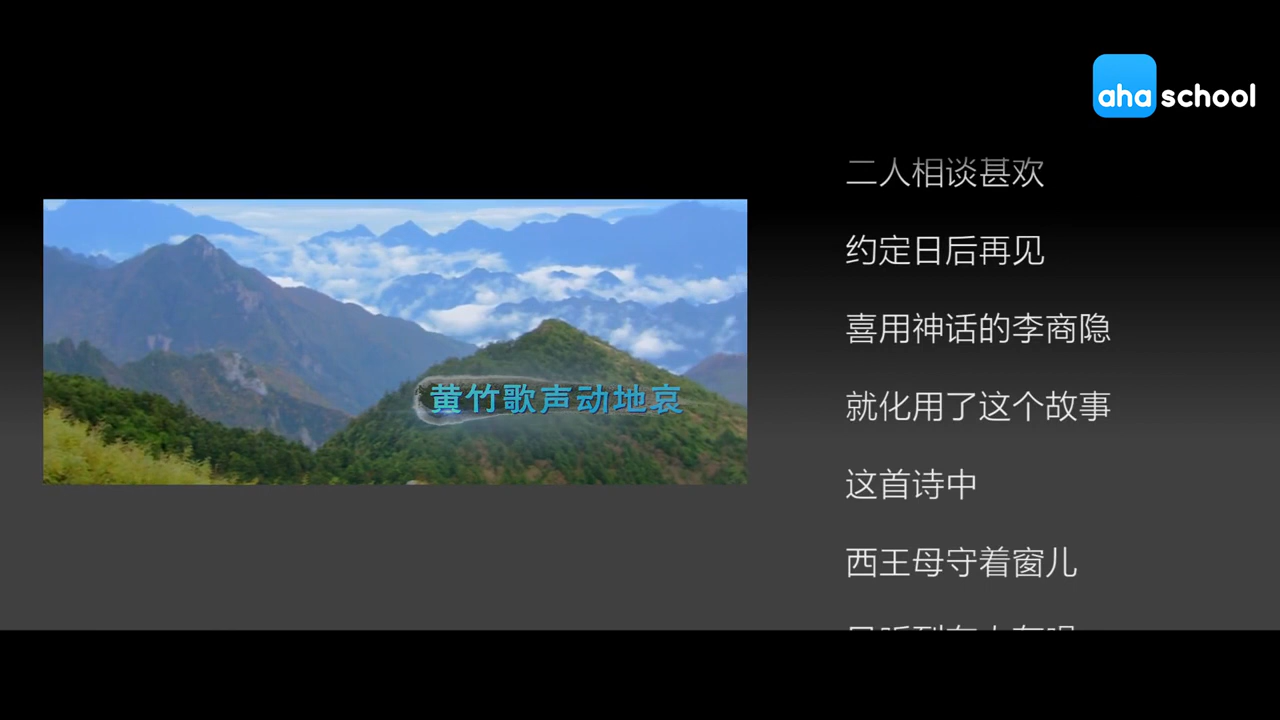 aha school
二人相谈甚欢
约定日后再见
喜用神话的李商隐
黄竹歌声动地哀
就化用了这个故事
这首诗中
西王母守着窗儿